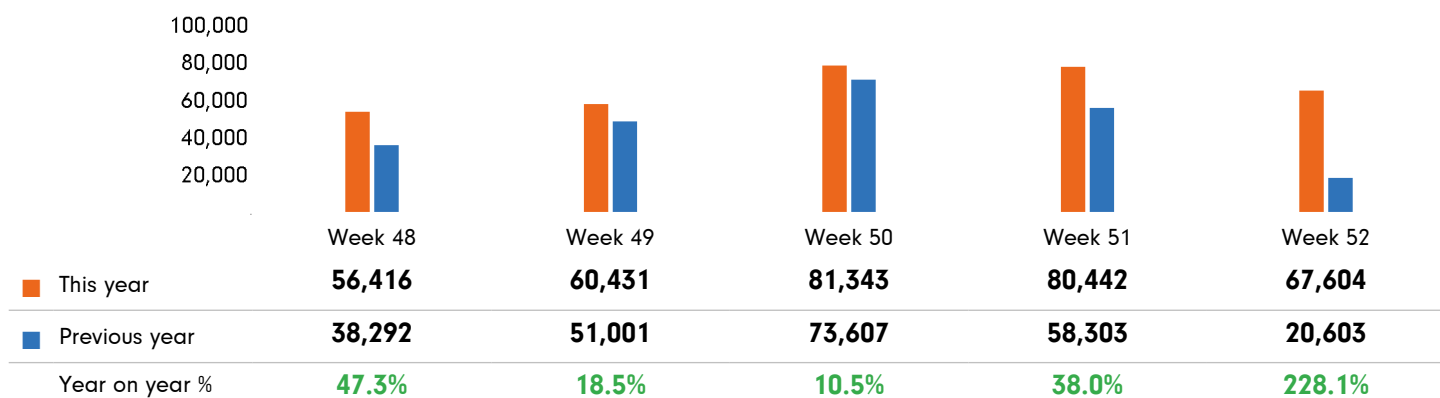 100,000
80,000
60,000
40,000
20,000
Week 48 Week 49 Week 50 Week 51 Week 52
This year 56,416 60,431 81,343 80,442 67,604
Previous year 38,292 51,001 73,607 58,303 20,603
Year on year % 47.3% 18.5% 10.5% 38.0% 228.1%